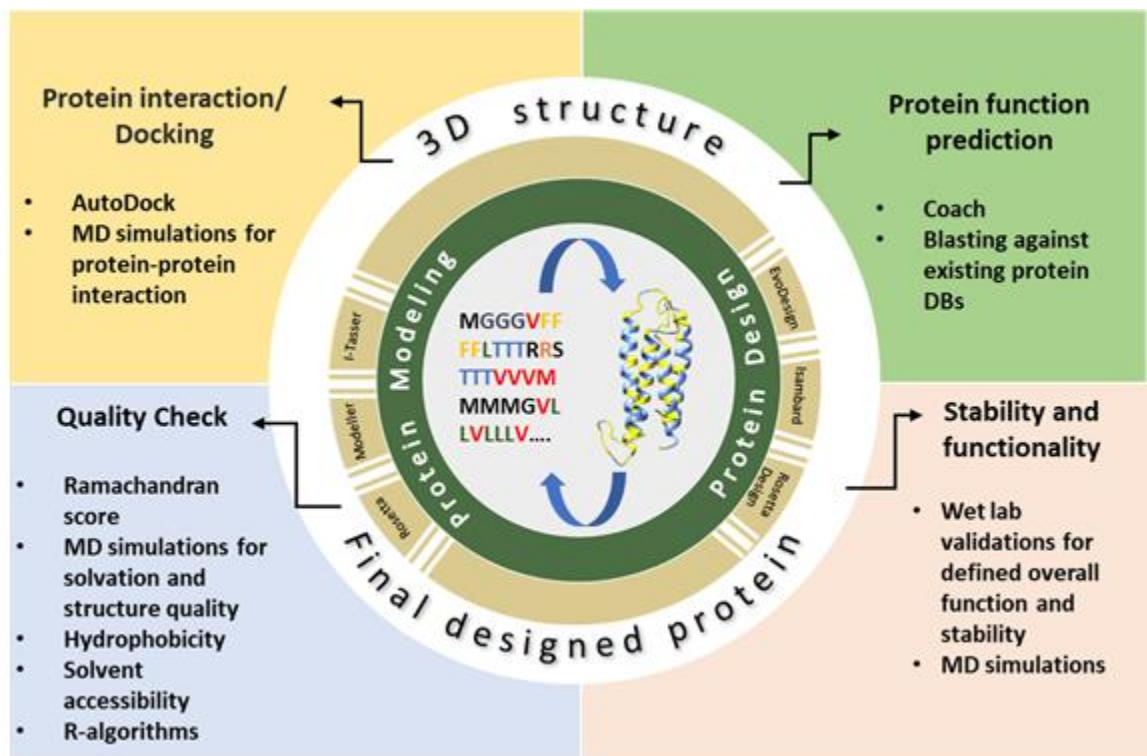 Protein interaction/
Docking
• AutoDock
• MD simulations for
protein-protein
interaction
Protein function
prediction
• Coach
• Blasting against
existing protein
DBs
3D structure
Protein Modeling
Protein Design
I-Tasser
Modeller
Rosetta
EvoDesign
Isambard
Rosetta
Design
MGGGVFF
FFLTTTRRS
TTTVVVM
MMMGVL
LVLLLV....
Final designed protein
Quality Check
• Ramachandran
score
• MD simulations for
solvation and
structure quality
• Hydrophobicity
• Solvent
accessibility
• R-algorithms
Stability and
functionality
• Wet lab
validations for
defined overall
function and
stability
• MD simulations